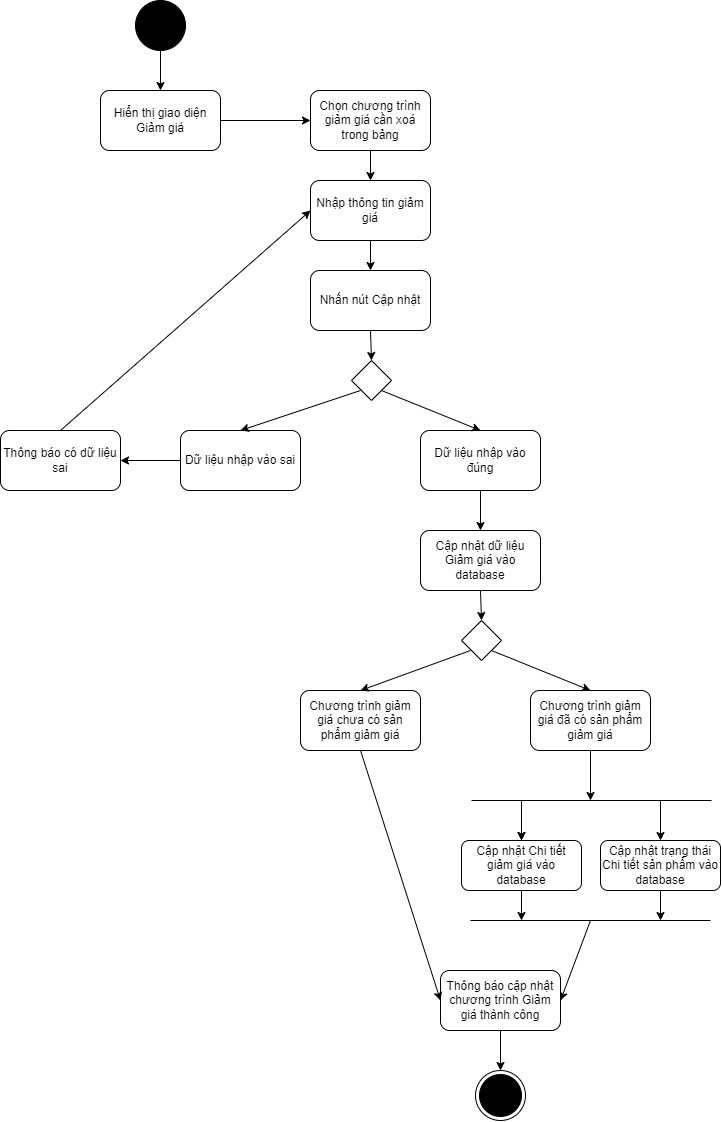 Hiển thị giao diện
Giảm giá
Chọn chương trình
giảm giá cần xoá
trong bảng
Nhập thông tin giảm
giá
Nhấn nút Cập nhật
Thông báo có dữ liệu
sai
Dữ liệu nhập vào sai
Dữ liệu nhập vào
đúng
Cập nhật dữ liệu
Giảm giá vào
database
Chương trình giảm
giá chưa có sản
phẩm giảm giá
Chương trình giảm
giá đã có sản phẩm
giảm giá
Cập nhật Chi tiết
giảm giá vào
database
Cập nhật trạng thái
Chi tiết sản phẩm vào
database
Thông báo cập nhật
chương trình Giảm
giá thành công